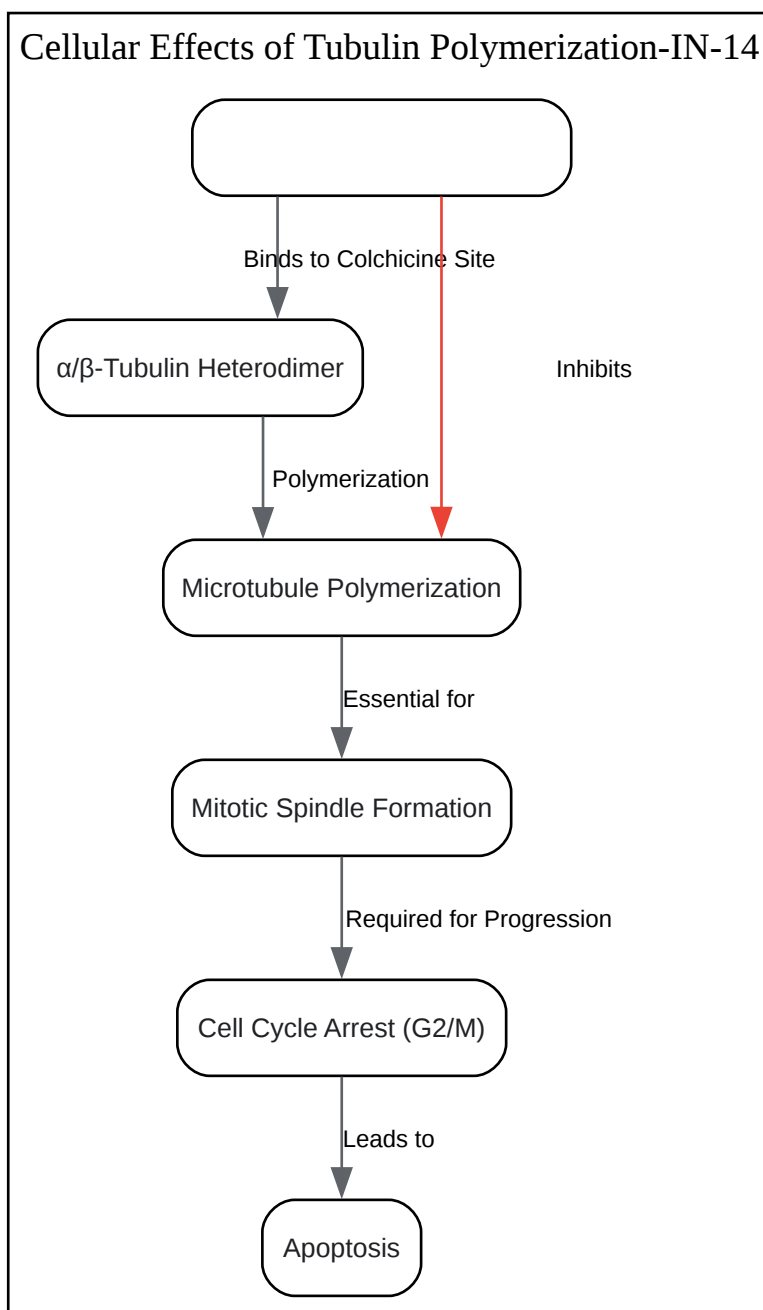 Cellular Effects of Tubulin Polymerization-IN-14
Binds to Colchicine Site
α/β-Tubulin Heterodimer
Inhibits
Polymerization
Microtubule Polymerization
Essential for
Mitotic Spindle Formation
Required for Progression
Cell Cycle Arrest (G2/M)
Leads to
Apoptosis